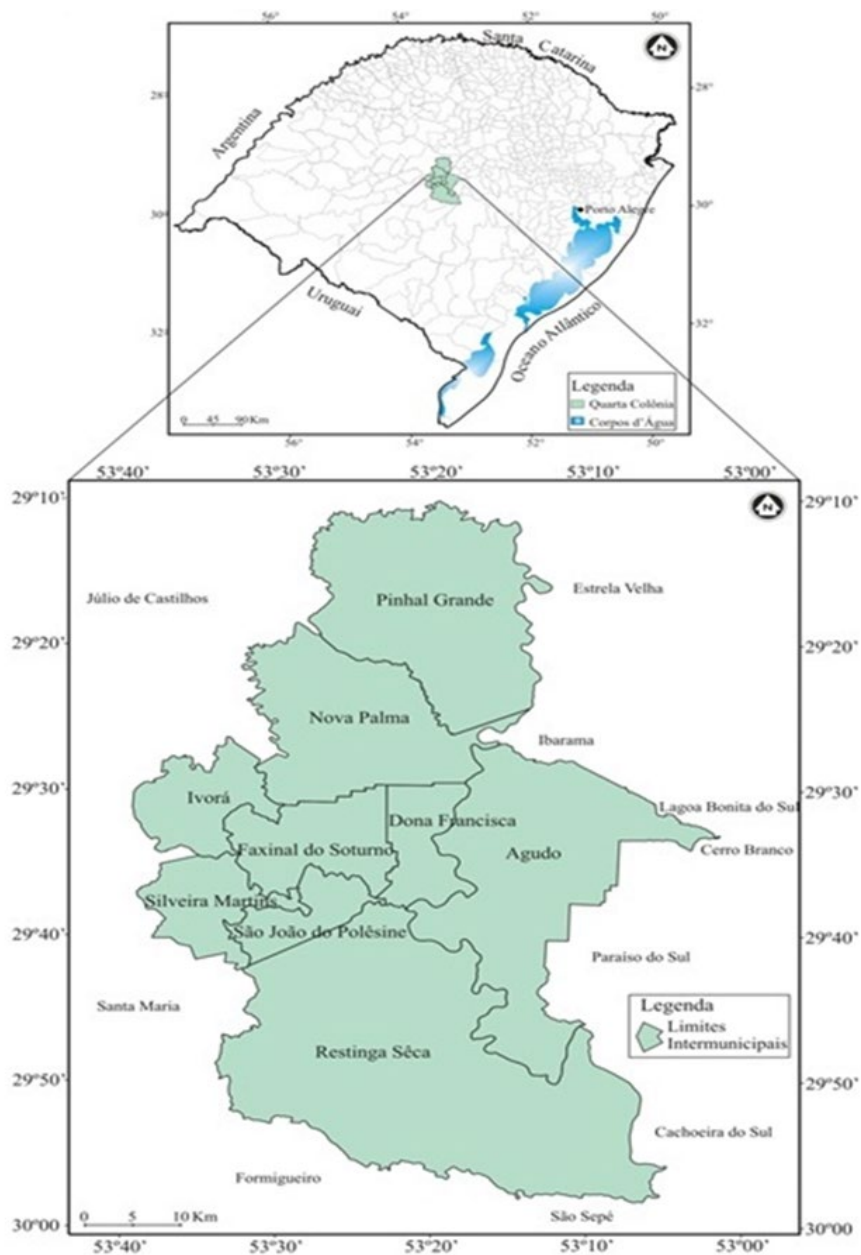 56°
54°
52°
50°
Santa Catarina
N
28°
28°
Argentina
30°
30°
Porto Alegre
Uruguai
32°
32°
Oceano Atlântico
Legenda
Quarta Colônia
Corpos d'Água
0 45 90 Km
56°
54°
52°
50°
53°40'
53°30'
53°20'
53°10'
53°00'
29°10'
29°10'
N
Júlio de Castilhos
Pinhal Grande
Estrela Velha
29°20'
29°20'
Nova Palma
Ibarama
29°30'
29°30'
Ivorá
Lagoa Bonita do Sul
Dona Francisca
Faxinal do Soturno
Agudo
Cerro Branco
Silveira Martins
São João do Polêsine
29°40'
29°40'
Paraíso do Sul
Santa Maria
Legenda
Limites
Intermunicipais
Restinga Sêca
29°50'
29°50'
Cachoeira do Sul
Formigueiro
São Sepé
0 5 10 Km
30°00
30°00
53°40'
53°30'
53°20'
53°10'
53°00'